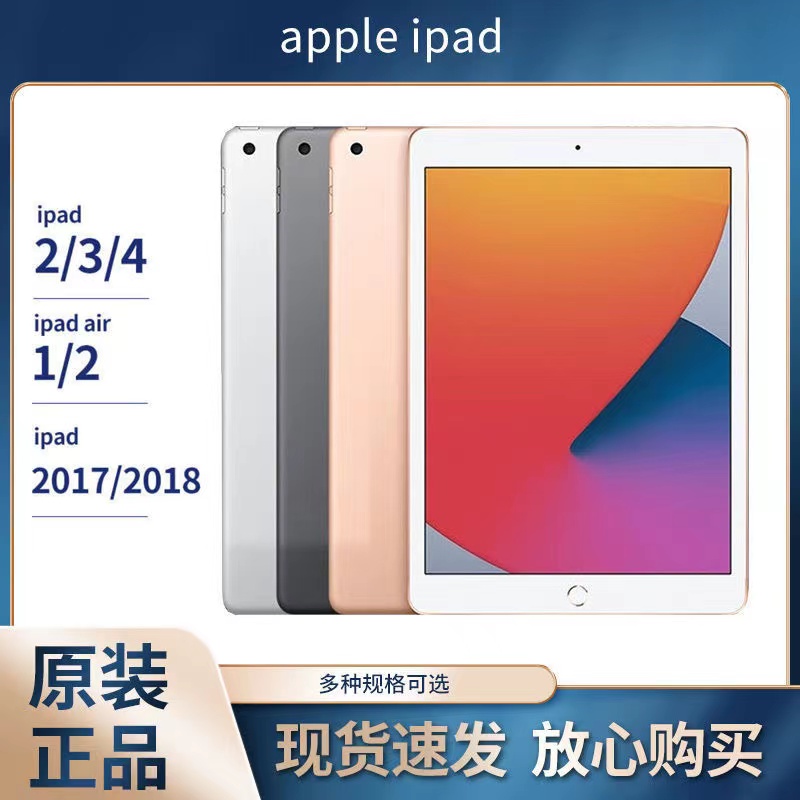 apple ipad
ipad
2/3/4
ipad air
1/2
ipad
2017/2018
原装
正品
多种规格可选
现货速发 放心购买